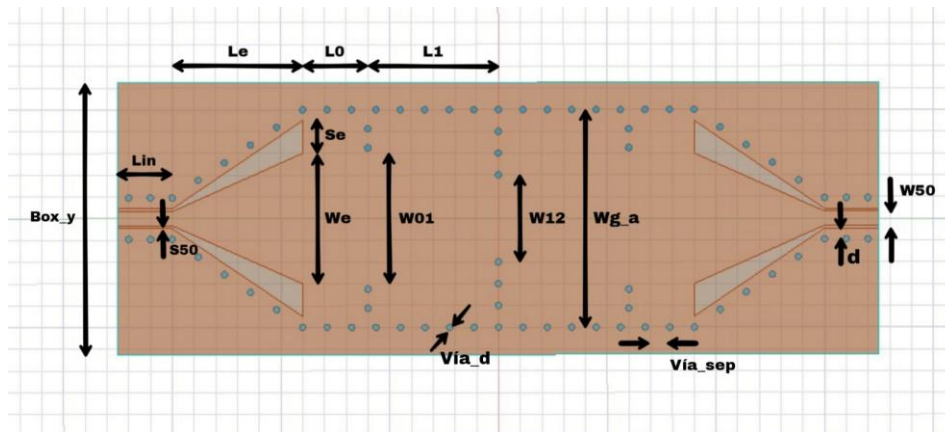 Le
L0
L1
Se
Lin
We
W01
W12
Wg_a
W50
Box_y
S50
d
Vía_d
Vía_sep